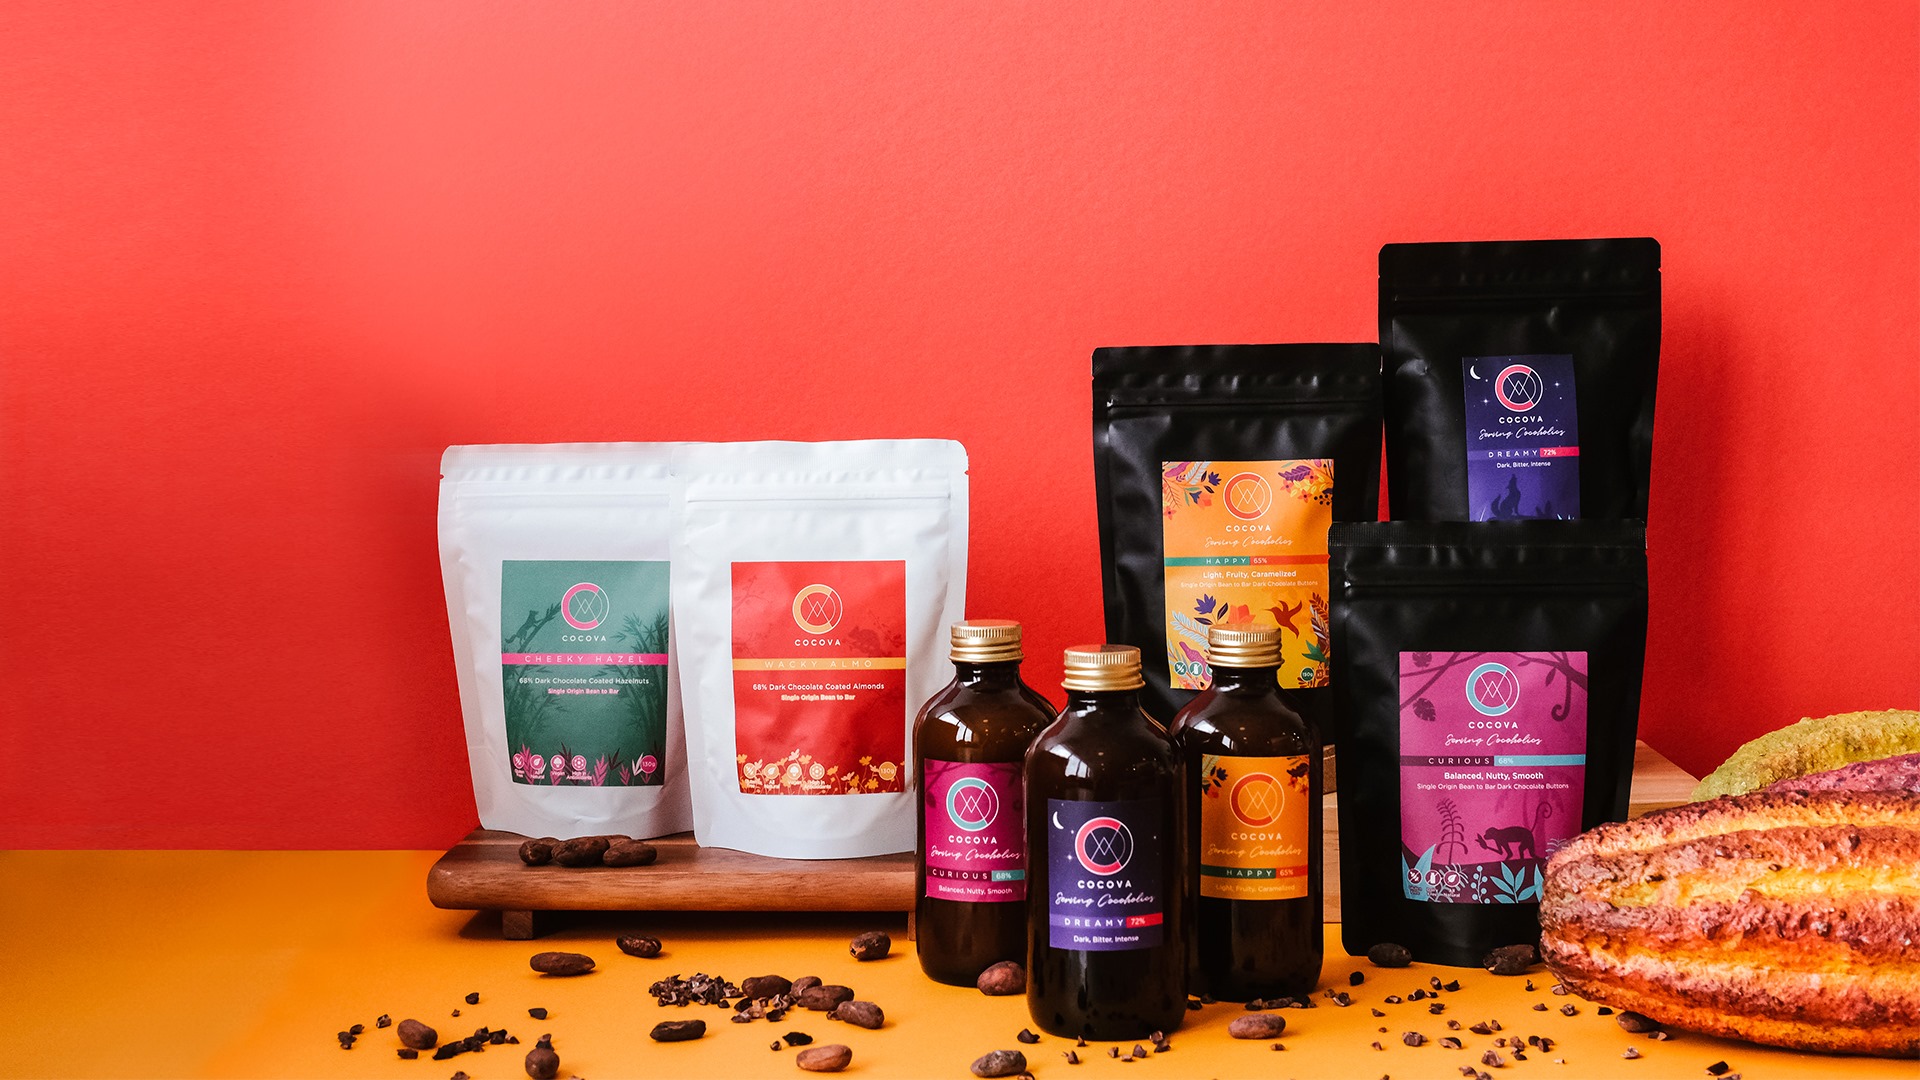 COCOVA
CHEEKY HAZEL
68% Dark Chocolate Coated Hazelnuts
Single Origin Bean to Bar
130g
COCOVA
WACKY ALMO
68% Dark Chocolate Coated Almonds
Single Origin Bean to Bar
130g
COCOVA
Serving Cocoholics
HAPPY 65%
Light, Fruity, Caramelized
Single Origin Bean to Bar Dark Chocolate Buttons
130g
COCOVA
Serving Cocoholics
DREAMY 72%
Dark, Bitter, Intense
COCOVA
Serving Cocoholics
CURIOUS 68%
Balanced, Nutty, Smooth
Single Origin Bean to Bar Dark Chocolate Buttons
COCOVA
Serving Cocoholics
CURIOUS 68%
Balanced, Nutty, Smooth
COCOVA
Serving Cocoholics
DREAMY 72%
Dark, Bitter, Intense
COCOVA
Serving Cocoholics
HAPPY 65%
Light, Fruity, Caramelized